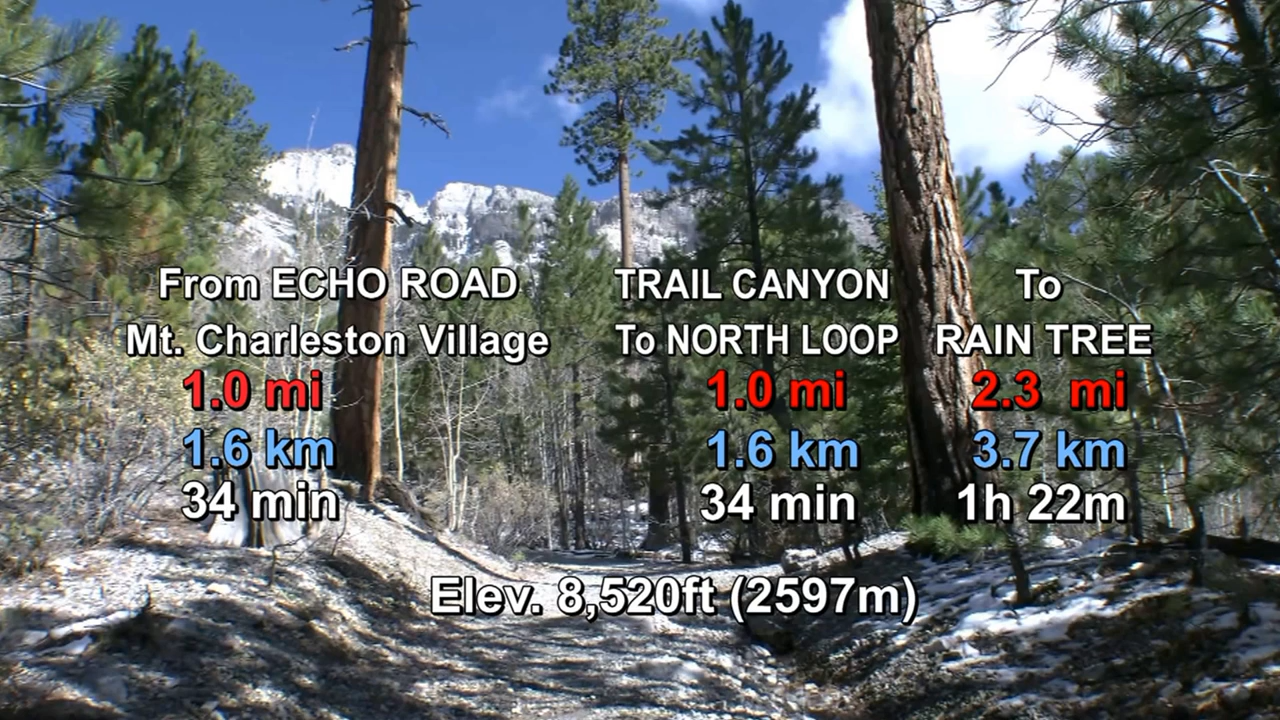 From ECHO ROAD
Mt. Charleston Village
1.0 mi
1.6 km
34 min
TRAIL CANYON
To NORTH LOOP
1.0 mi
1.6 km
34 min
To
RAIN TREE
2.3 mi
3.7 km
1h 22m
Elev. 8,520ft (2597m)